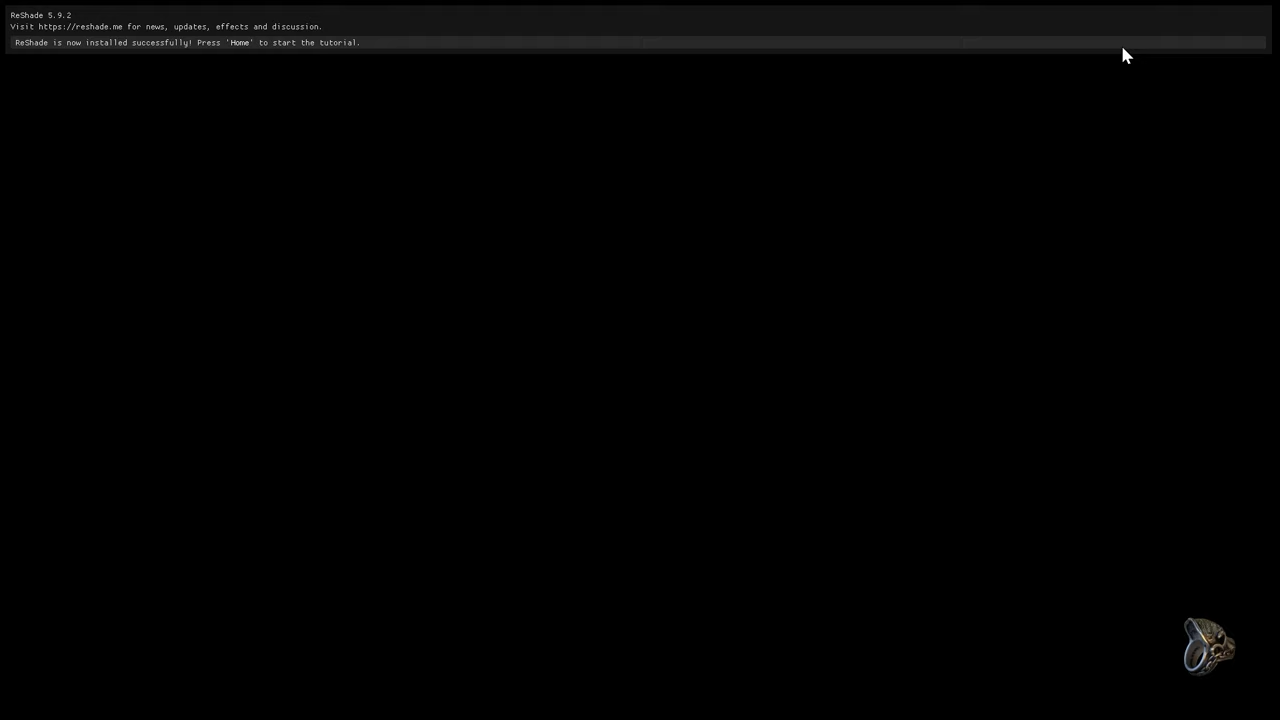 ReShade 5.9.2
Visit https://reshade.me for news, updates, effects and discussion.
ReShade is now installed successfully! Press 'Home' to start the tutorial.